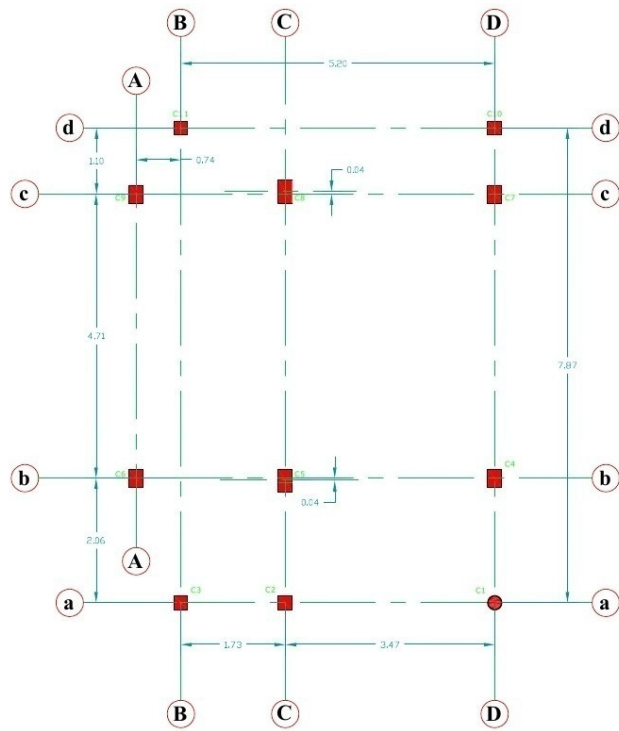 B C D
A
5.20
d C11 C10 d
1.10 0.74 0.04
c C9 C8 C7 c
4.71 7.87
b C6 C5 C4 b
0.04
2.06
A
a C3 C2 C1 a
1.73 3.47
B C D